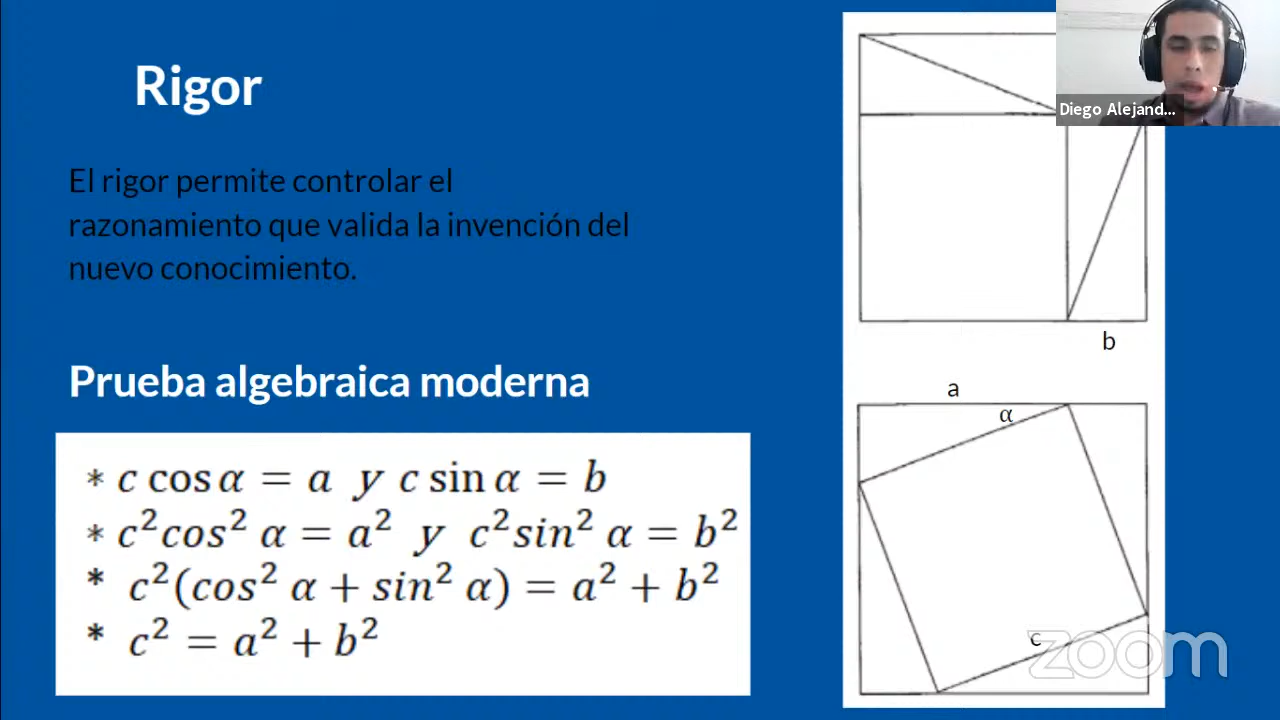 Rigor
El rigor permite controlar el
razonamiento que valida la invención del
nuevo conocimiento.
Prueba algebraica moderna
* c cos α = a y c sin α = b
* c²cos² α = a² y c²sin² α = b²
* c²(cos² α + sin² α) = a² + b²
* c² = a² + b²
Diego Alejand...
b
a
α
c
zoom